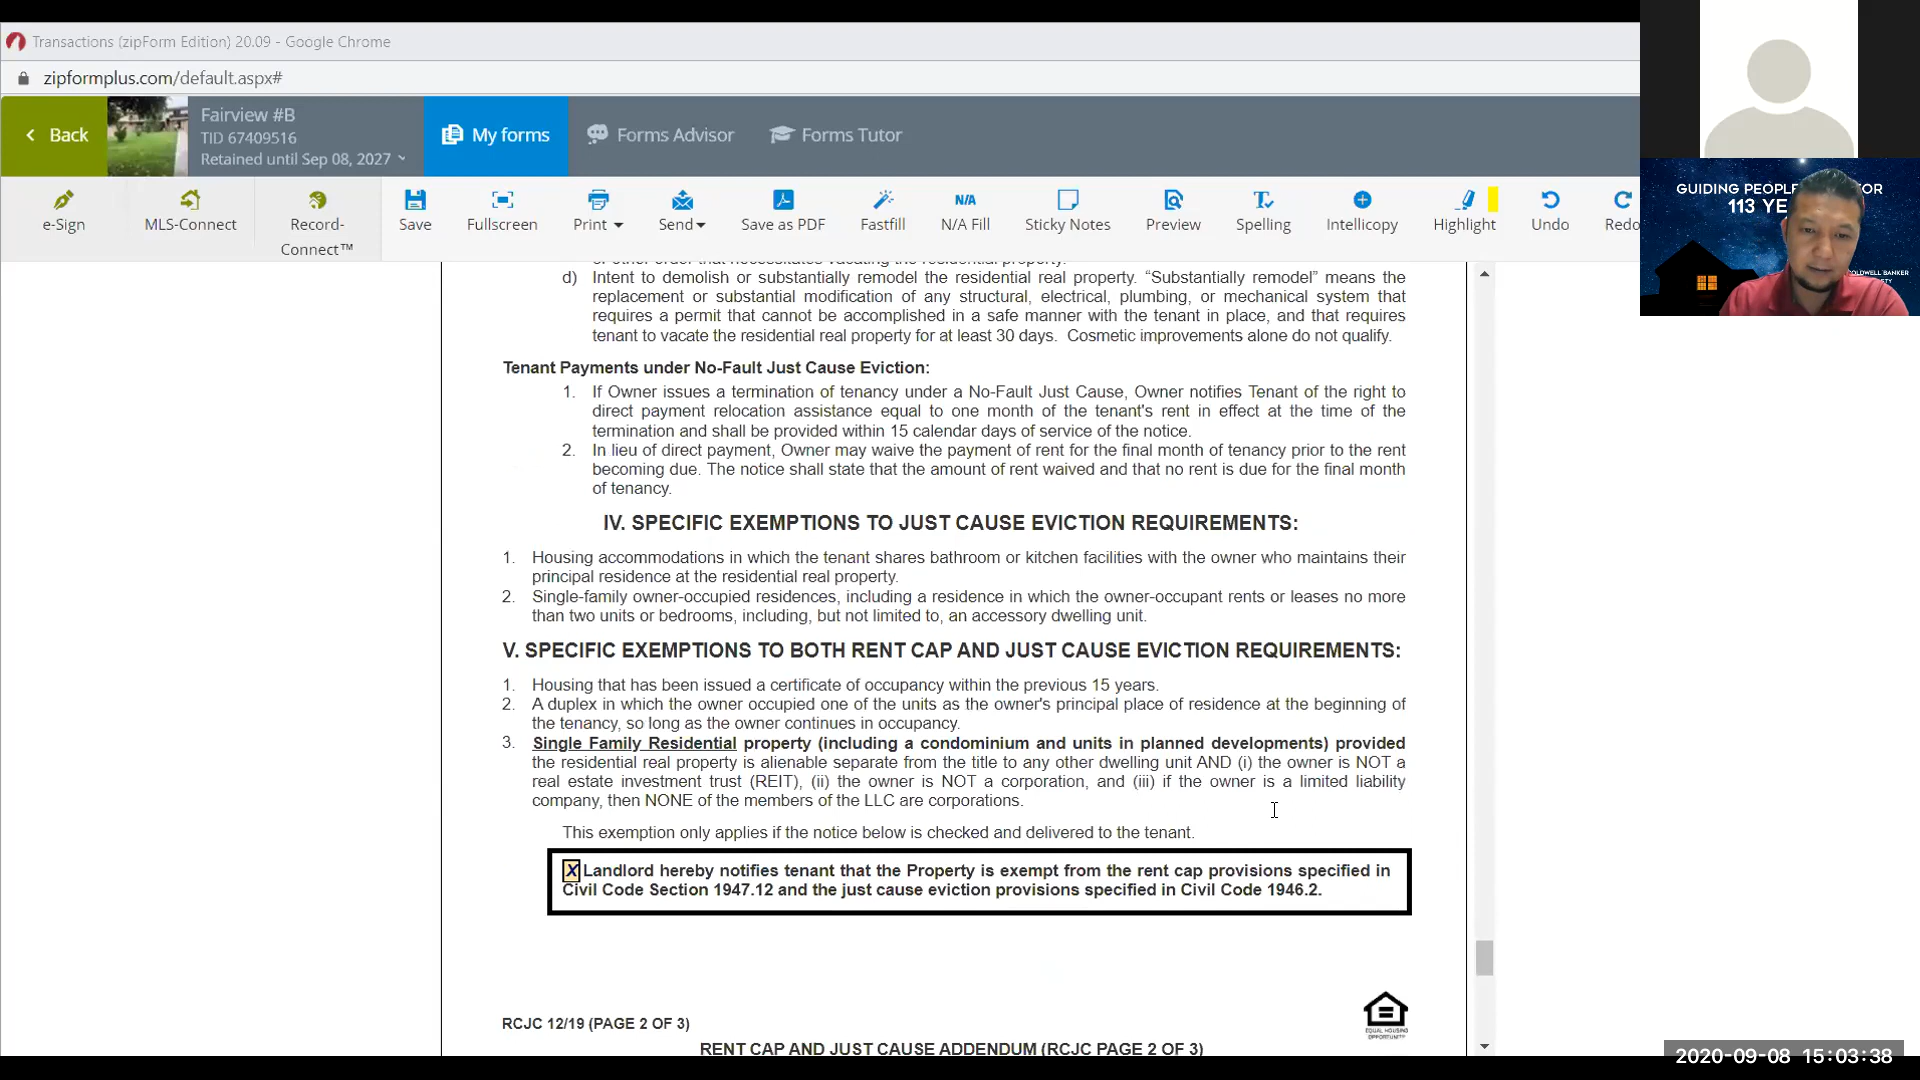 Transactions (zipForm Edition) 20.09 - Google Chrome
zipformplus.com/default.aspx#
Back
Fairview #B
TID 67409516
Retained until Sep 08, 2027
My forms
Forms Advisor
Forms Tutor
e-Sign
MLS-Connect
Record-
Connect™
Save
Fullscreen
Print
Send
Save as PDF
Fastfill
N/A
N/A Fill
Sticky Notes
Preview
Spelling
Intellicopy
Highlight
Undo
Redo
GUIDING PEOPLE
113 YE
COLDWELL BANKER
or other order that necessitates vacating the residential property.
d) Intent to demolish or substantially remodel the residential real property. “Substantially remodel” means the
replacement or substantial modification of any structural, electrical, plumbing, or mechanical system that
requires a permit that cannot be accomplished in a safe manner with the tenant in place, and that requires
tenant to vacate the residential real property for at least 30 days. Cosmetic improvements alone do not qualify.
Tenant Payments under No-Fault Just Cause Eviction:
1. If Owner issues a termination of tenancy under a No-Fault Just Cause, Owner notifies Tenant of the right to
direct payment relocation assistance equal to one month of the tenant's rent in effect at the time of the
termination and shall be provided within 15 calendar days of service of the notice.
2. In lieu of direct payment, Owner may waive the payment of rent for the final month of tenancy prior to the rent
becoming due. The notice shall state that the amount of rent waived and that no rent is due for the final month
of tenancy.
IV. SPECIFIC EXEMPTIONS TO JUST CAUSE EVICTION REQUIREMENTS:
1. Housing accommodations in which the tenant shares bathroom or kitchen facilities with the owner who maintains their
principal residence at the residential real property.
2. Single-family owner-occupied residences, including a residence in which the owner-occupant rents or leases no more
than two units or bedrooms, including, but not limited to, an accessory dwelling unit.
V. SPECIFIC EXEMPTIONS TO BOTH RENT CAP AND JUST CAUSE EVICTION REQUIREMENTS:
1. Housing that has been issued a certificate of occupancy within the previous 15 years.
2. A duplex in which the owner occupied one of the units as the owner's principal place of residence at the beginning of
the tenancy, so long as the owner continues in occupancy.
3. Single Family Residential property (including a condominium and units in planned developments) provided
the residential real property is alienable separate from the title to any other dwelling unit AND (i) the owner is NOT a
real estate investment trust (REIT), (ii) the owner is NOT a corporation, and (iii) if the owner is a limited liability
company, then NONE of the members of the LLC are corporations.
This exemption only applies if the notice below is checked and delivered to the tenant.
X Landlord hereby notifies tenant that the Property is exempt from the rent cap provisions specified in
Civil Code Section 1947.12 and the just cause eviction provisions specified in Civil Code 1946.2.
EQUAL HOUSING
OPPORTUNITY
RCJC 12/19 (PAGE 2 OF 3)
RENT CAP AND JUST CAUSE ADDENDUM (RCJC PAGE 2 OF 3)
2020-09-08 15:03:38